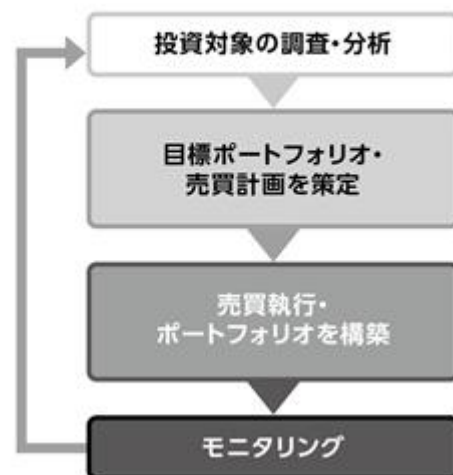 投資対象の調査・分析
目標ポートフォリオ・
売買計画を策定
売買執行・
ポートフォリオを構築
モニタリング